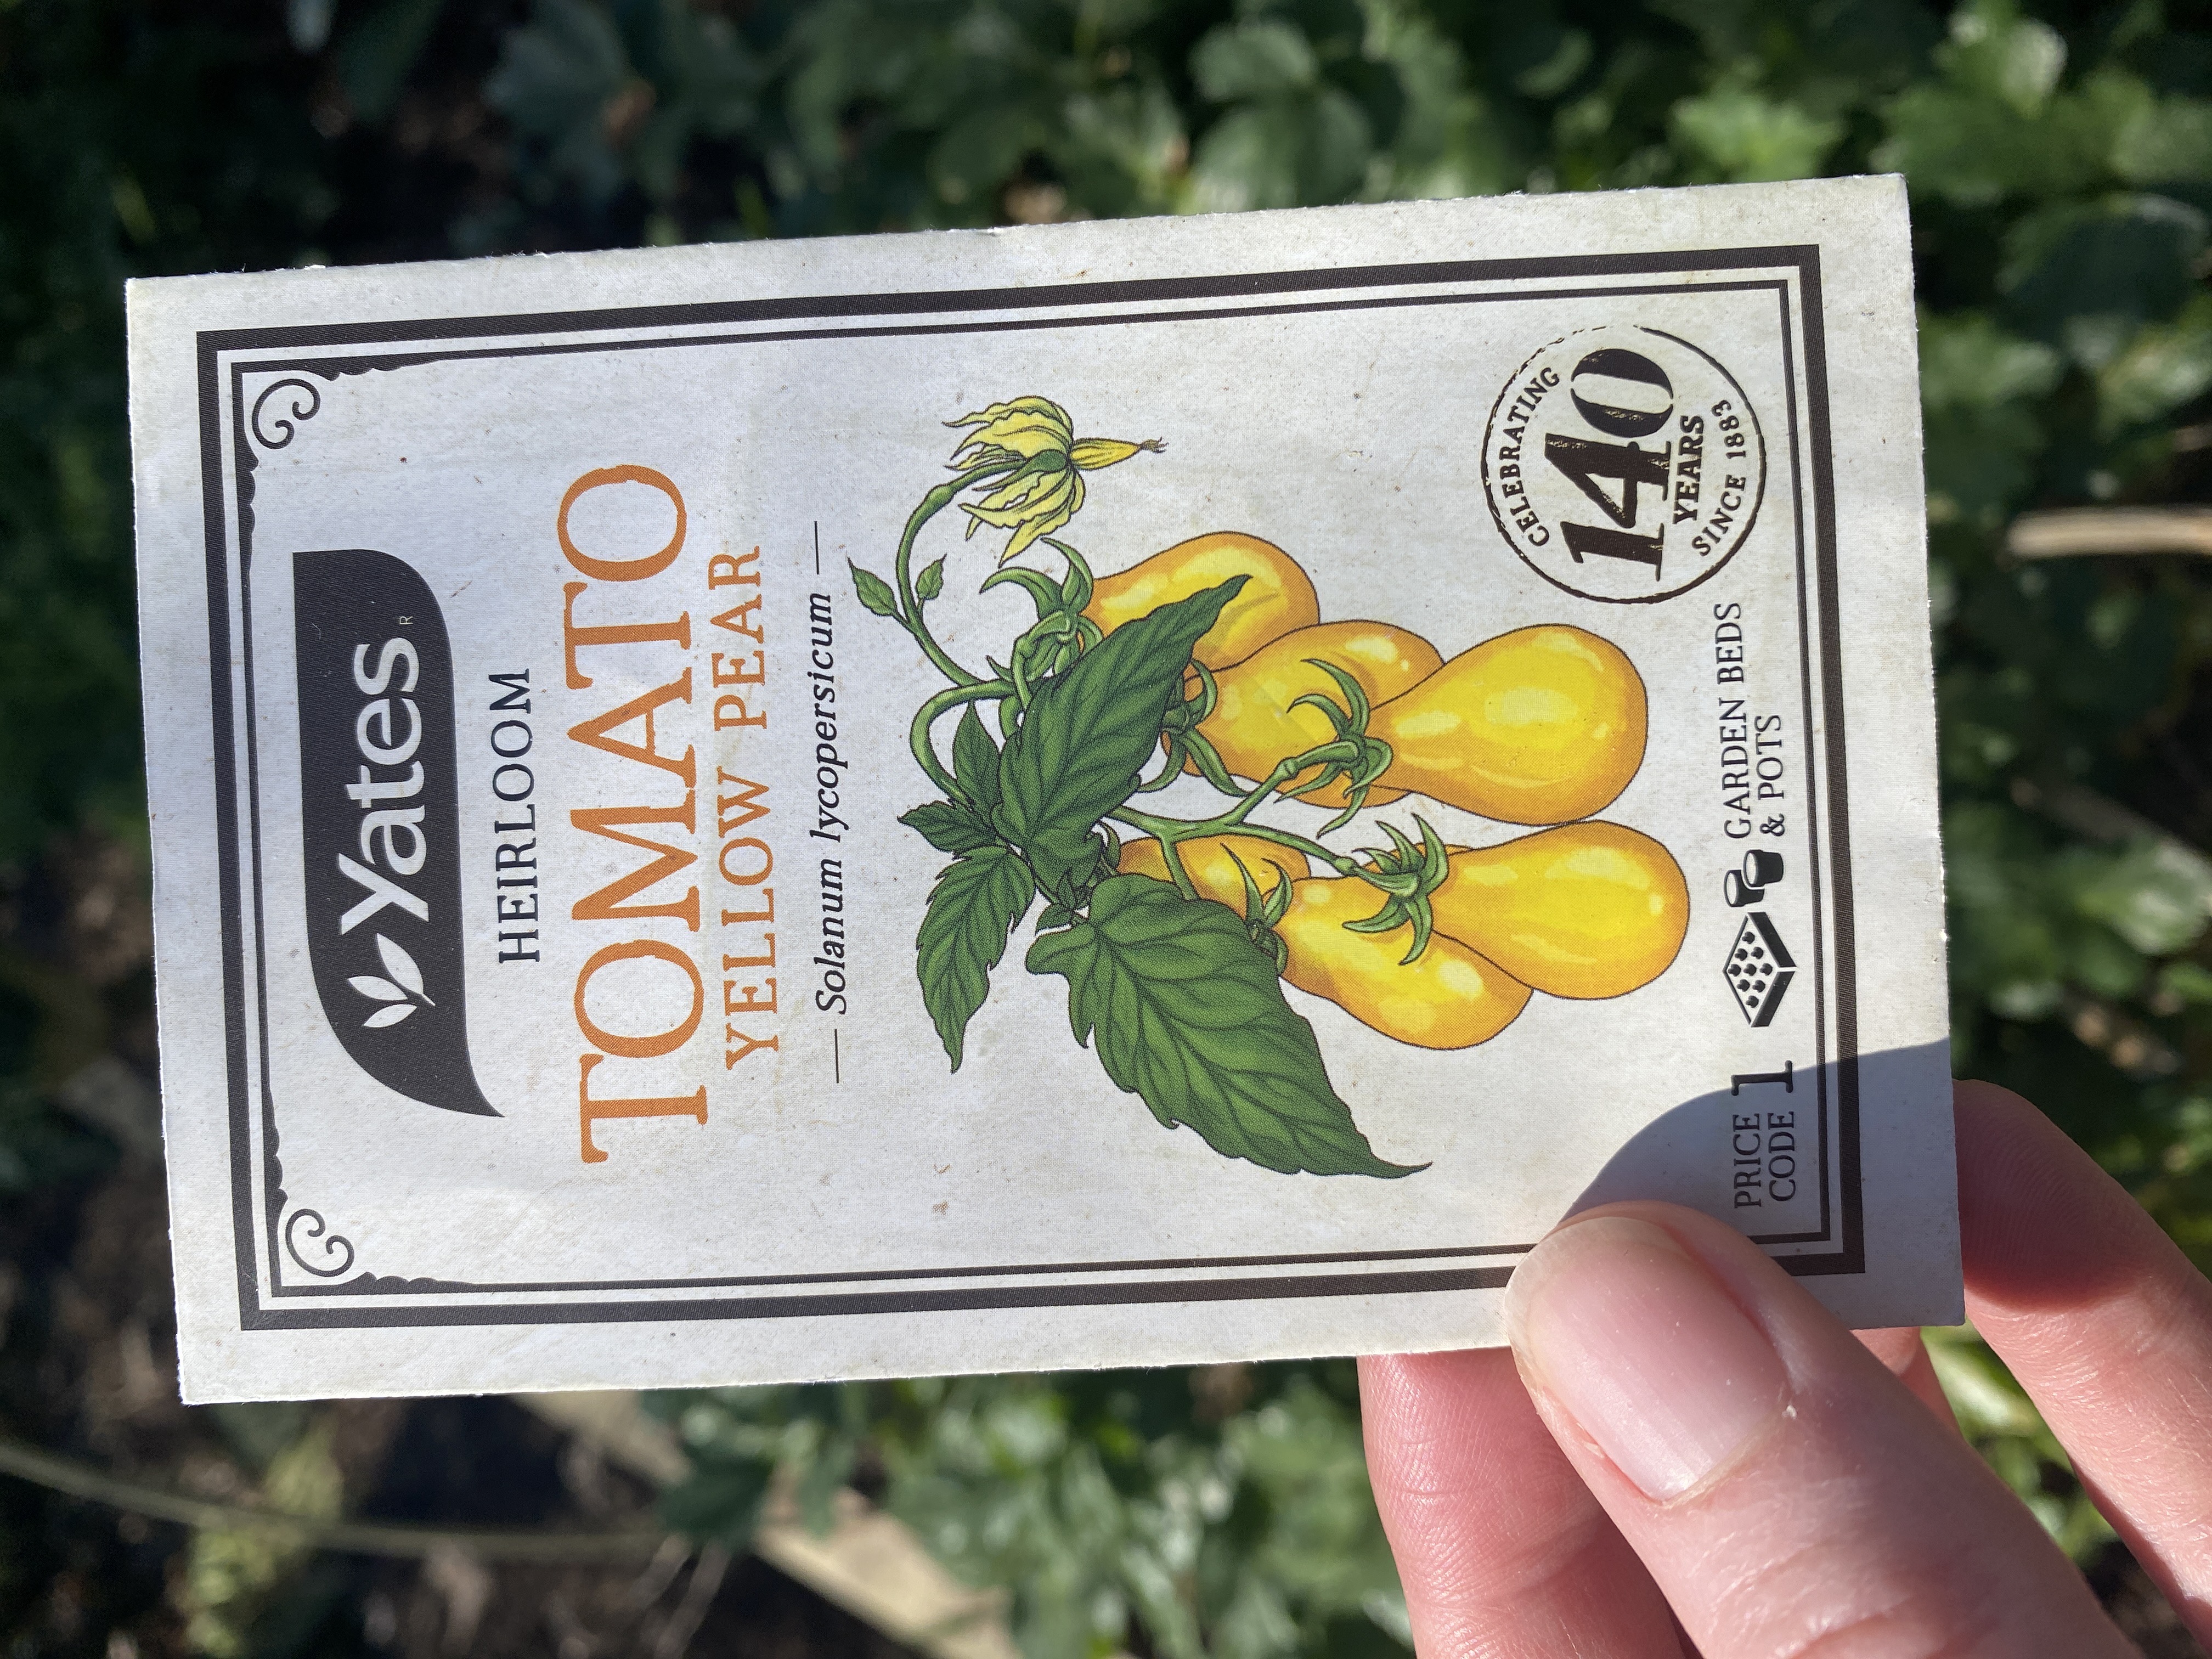 yates R
HEIRLOOM
TOMATO
YELLOW PEAR
Solanum lycopersicum
CELEBRATING
140
YEARS
SINCE 1883
PRICE
CODE 1
GARDEN BEDS
& POTS